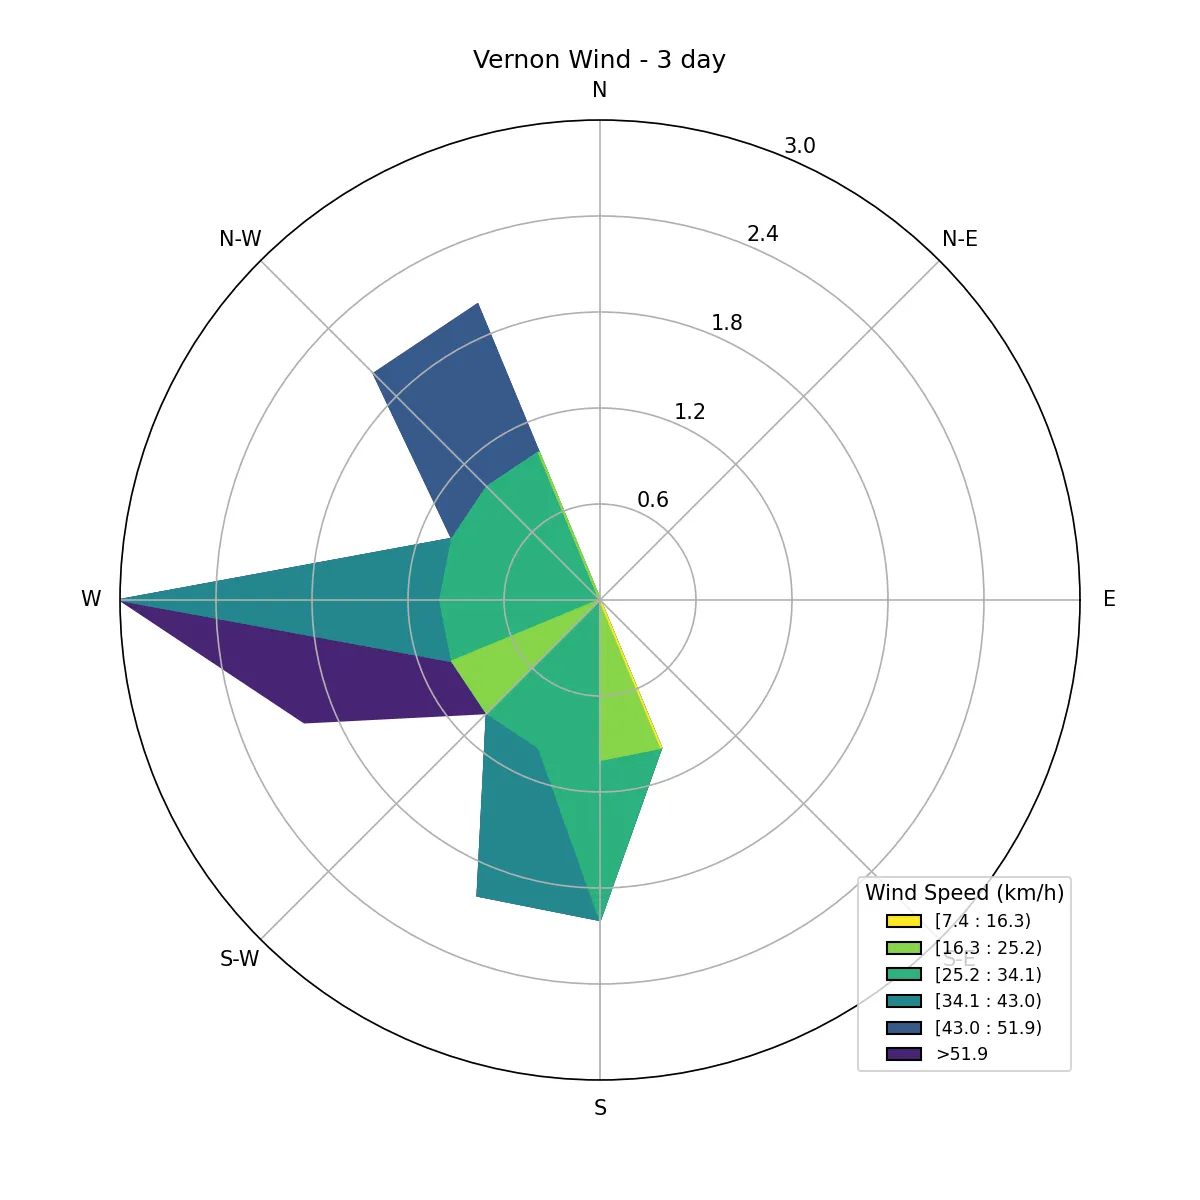 Vernon Wind - 3 day
N
3.0
N-W
2.4
N-E
1.8
1.2
0.6
W
E
Wind Speed (km/h)
[7.4 : 16.3)
[16.3 : 25.2)
S-W
S-E
[25.2 : 34.1)
[34.1 : 43.0)
[43.0 : 51.9)
>51.9
S